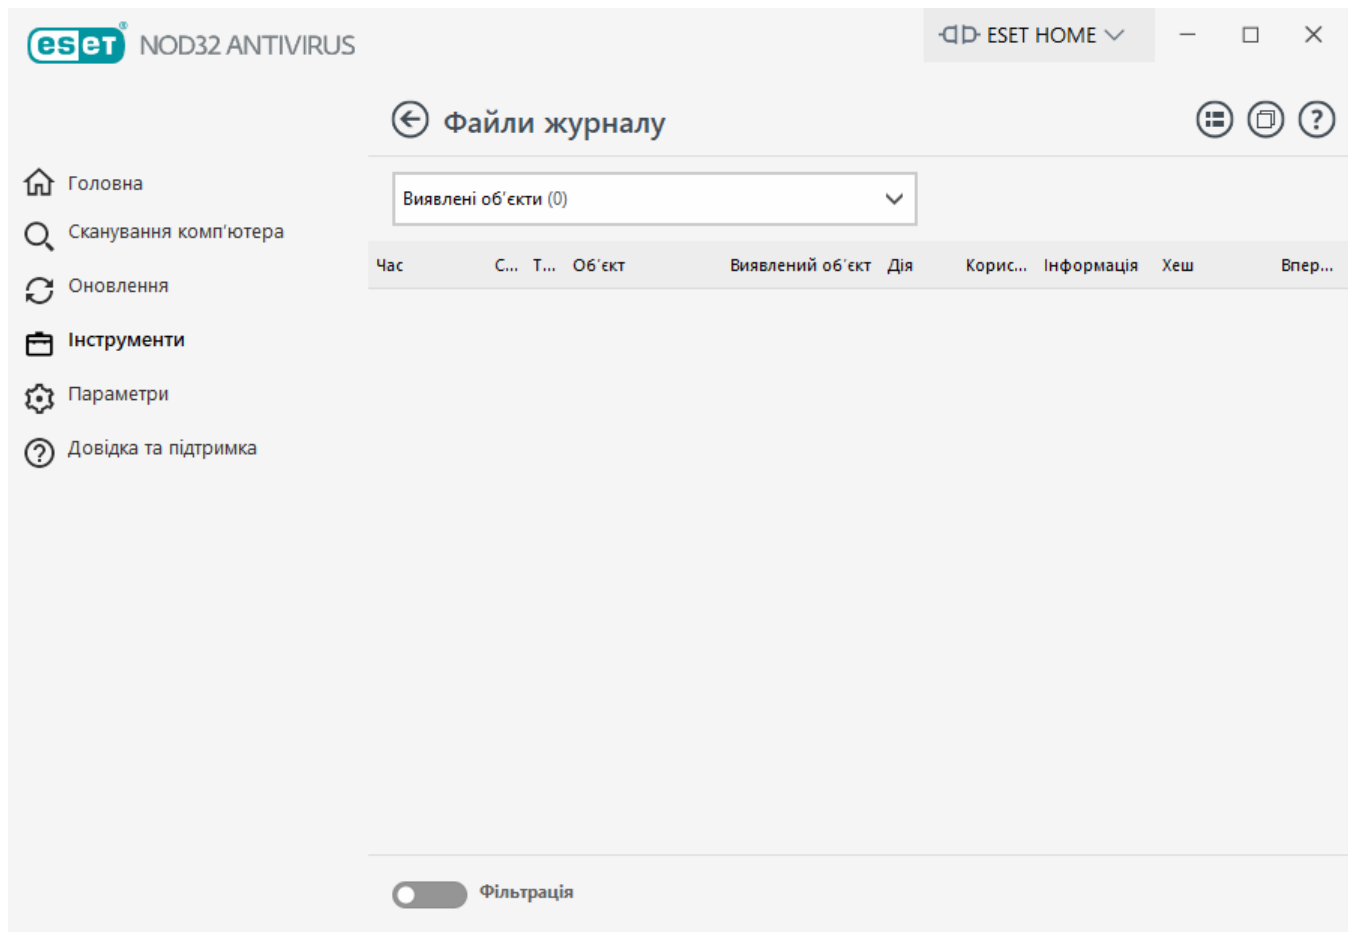 eset® NOD32 ANTIVIRUS
ESET HOME
Файли журналу
Головна
Сканування комп'ютера
Оновлення
Інструменти
Параметри
Довідка та підтримка
Виявлені об'єкти (0)
Час С... Т... Об'єкт Виявлений об'єкт Дія Корис... Інформація Хеш Впер...
Фільтрація